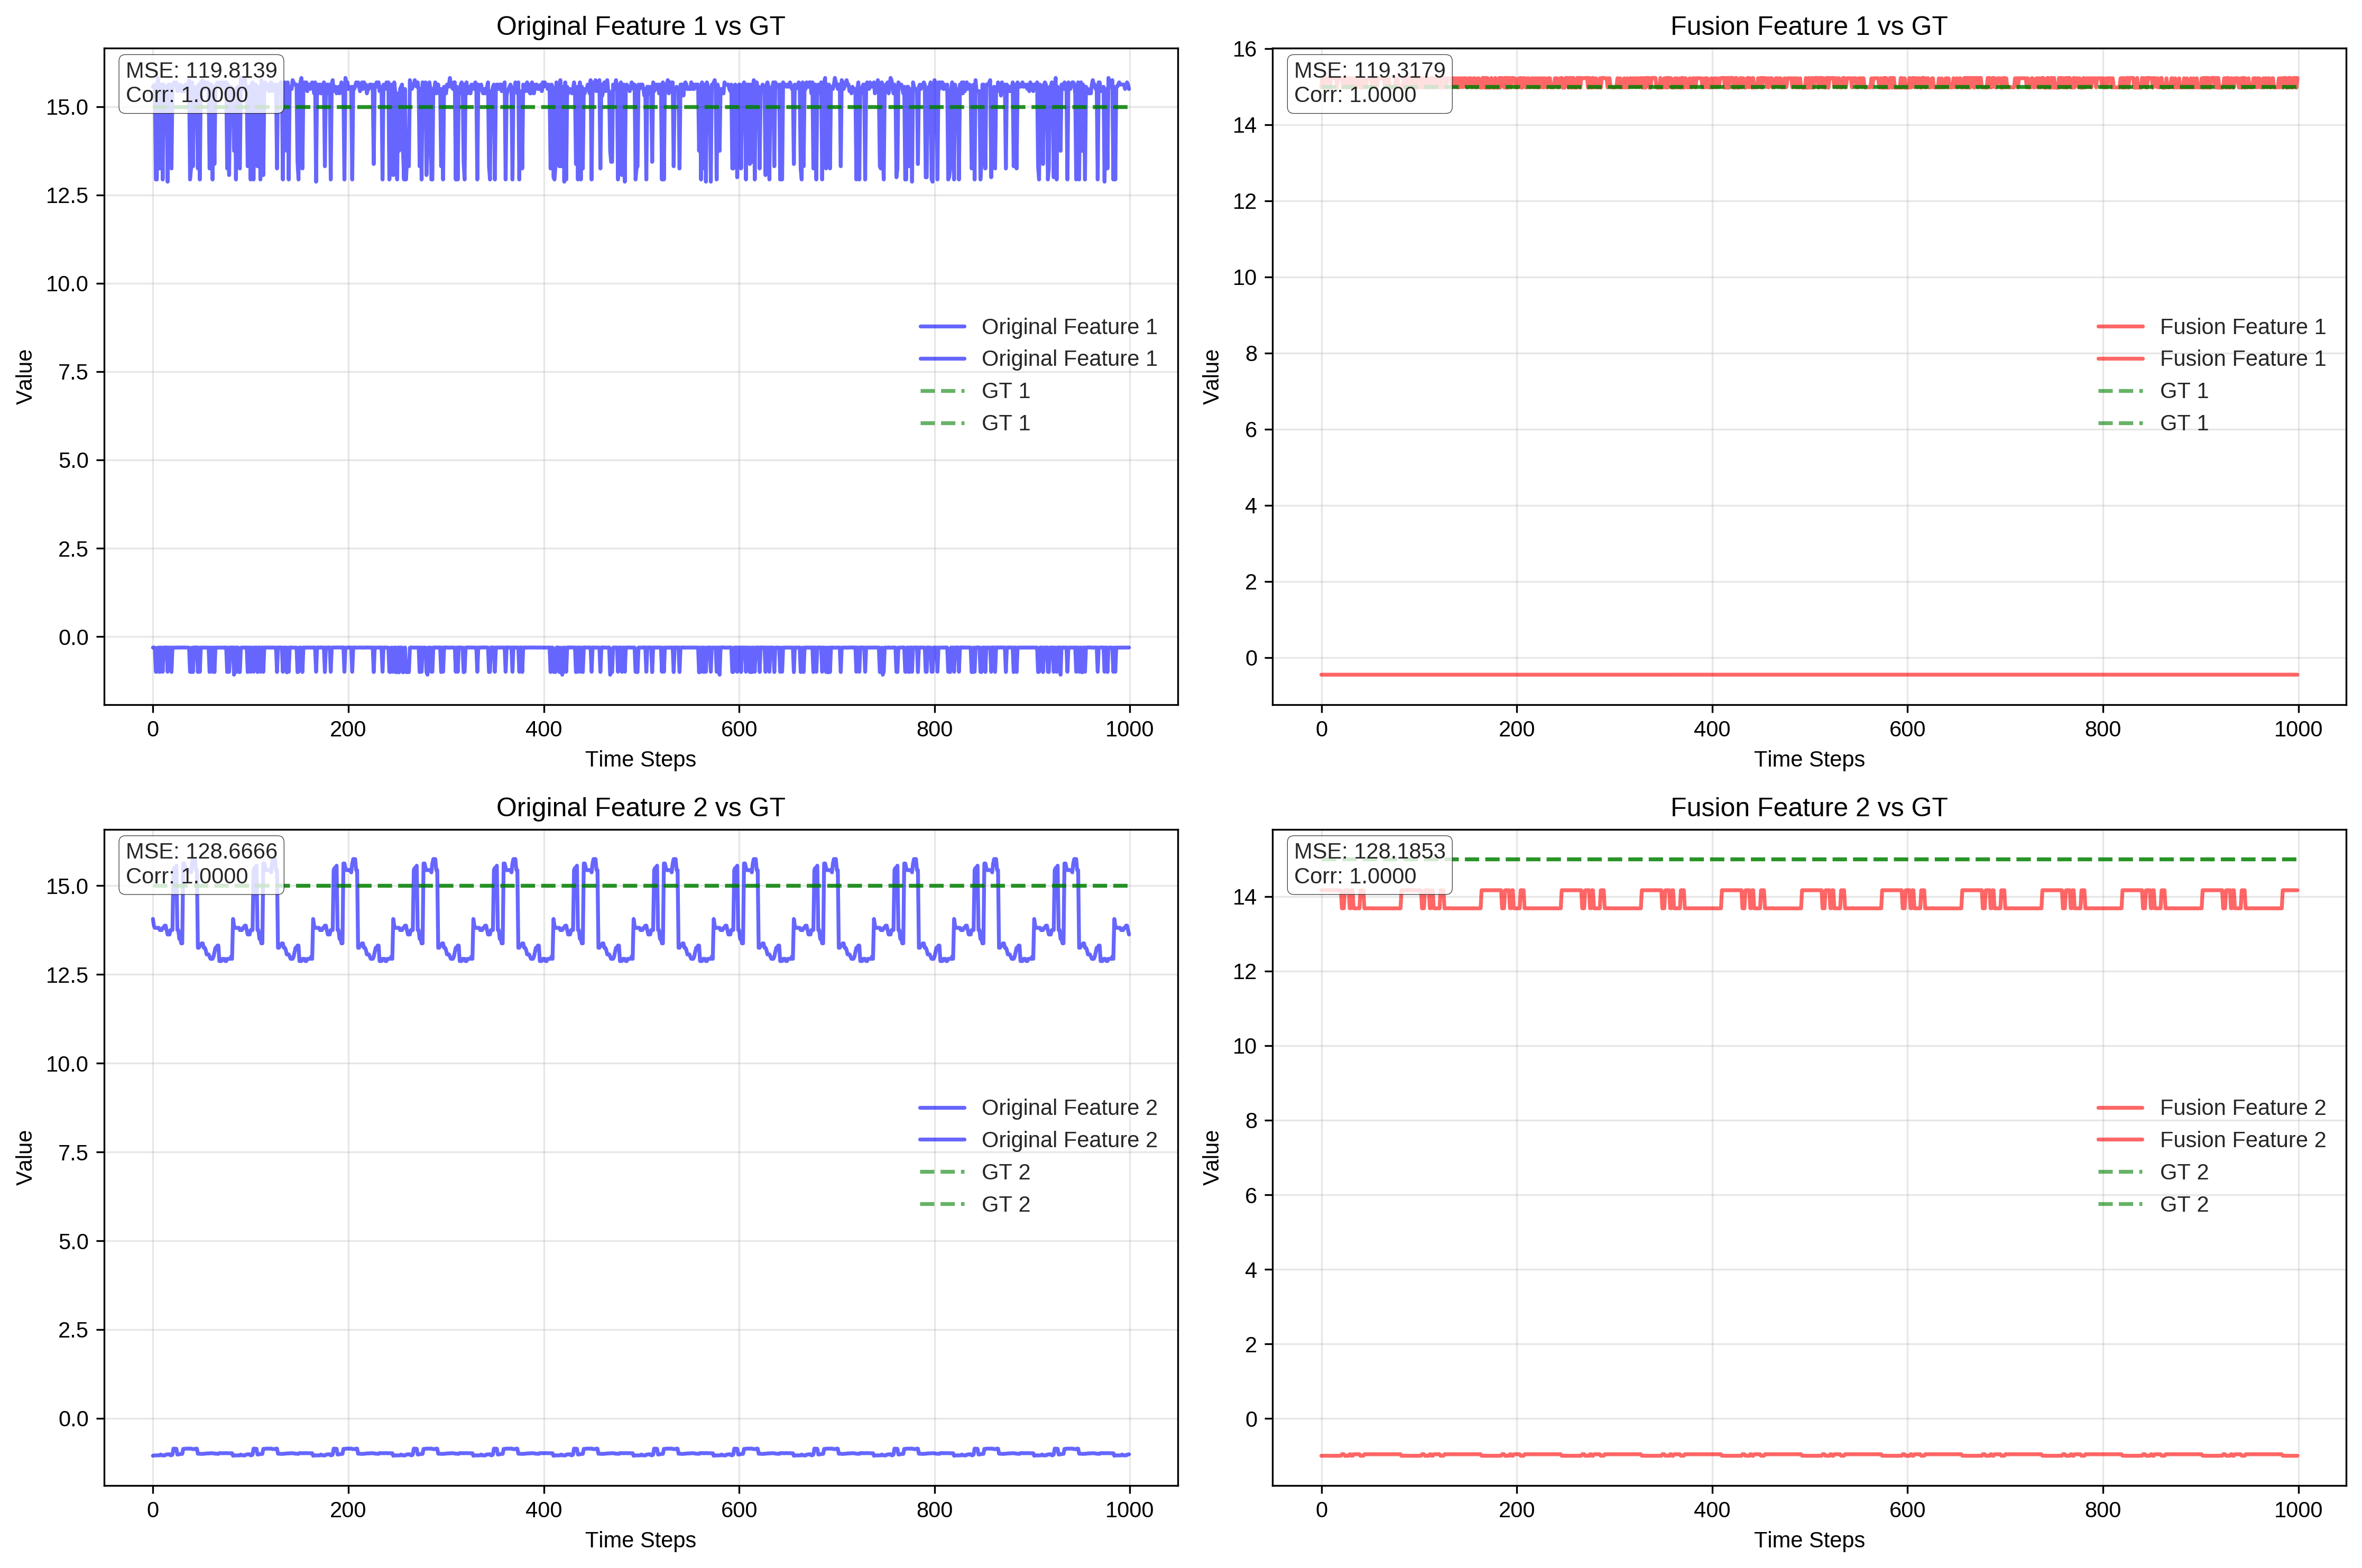 Original Feature 1 vs GT
MSE: 119.8139
Corr: 1.0000
15.0
12.5
10.0
7.5
5.0
2.5
0.0
Value
Original Feature 1
Original Feature 1
GT 1
GT 1
0 200 400 600 800 1000
Time Steps
Fusion Feature 1 vs GT
MSE: 119.3179
Corr: 1.0000
16
14
12
10
8
6
4
2
0
Value
Fusion Feature 1
Fusion Feature 1
GT 1
GT 1
0 200 400 600 800 1000
Time Steps
Original Feature 2 vs GT
MSE: 128.6666
Corr: 1.0000
15.0
12.5
10.0
7.5
5.0
2.5
0.0
Value
Original Feature 2
Original Feature 2
GT 2
GT 2
0 200 400 600 800 1000
Time Steps
Fusion Feature 2 vs GT
MSE: 128.1853
Corr: 1.0000
14
12
10
8
6
4
2
0
Value
Fusion Feature 2
Fusion Feature 2
GT 2
GT 2
0 200 400 600 800 1000
Time Steps